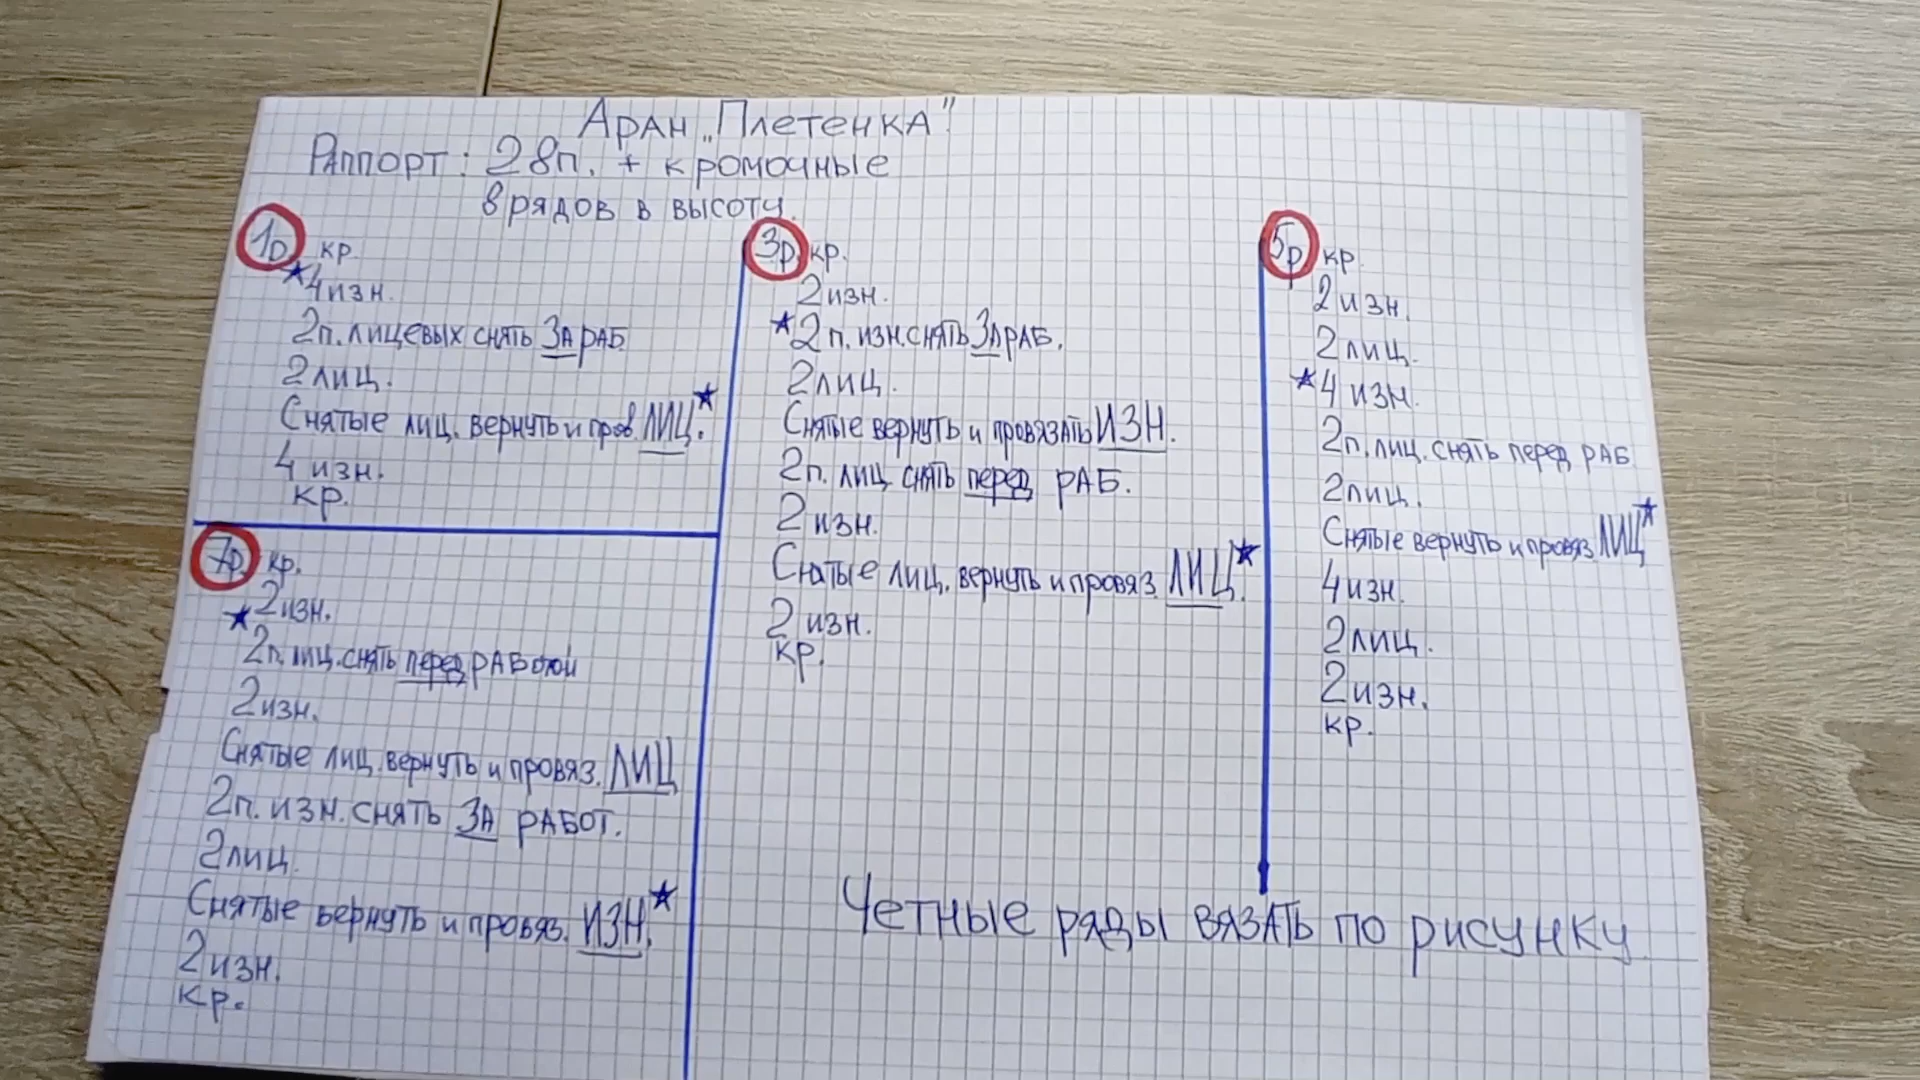 Аран „Плетенка"
Раппорт: 28п. + кромочные
8 рядов в высоту.
1р кр.
★4 изн.
2п. лицевых снять ЗА РАБ.
2 лиц.
Снятые лиц. вернуть и пров. ЛИЦ.★
4 изн.
кр.
3р. кр.
2 изн.
★2 п. изн. снять ЗА РАБ.
2 лиц.
Снятые вернуть и провязать ИЗН.
2п. лиц снять перед РАБ.
2 изн.
Снятые лиц. вернуть и провяз ЛИЦ.★
2 изн.
кр.
5р. кр.
2 изн.
2 лиц.
★4 изн.
2п. лиц. снять перед РАБ.
2 лиц.
Снятые вернуть и провяз ЛИЦ★
4 изн.
2 лиц.
2 изн.
кр.
7р. кр.
2 изн.
★2п. лиц. снять перед РАБотой
2 изн.
Снятые лиц. вернуть и провяз. ЛИЦ
2п. изн. снять ЗА РАБОТ.
2 лиц.
Снятые вернуть и провяз. ИЗН.★
2 изн.
кр.
Четные ряды вязать по рисунку.